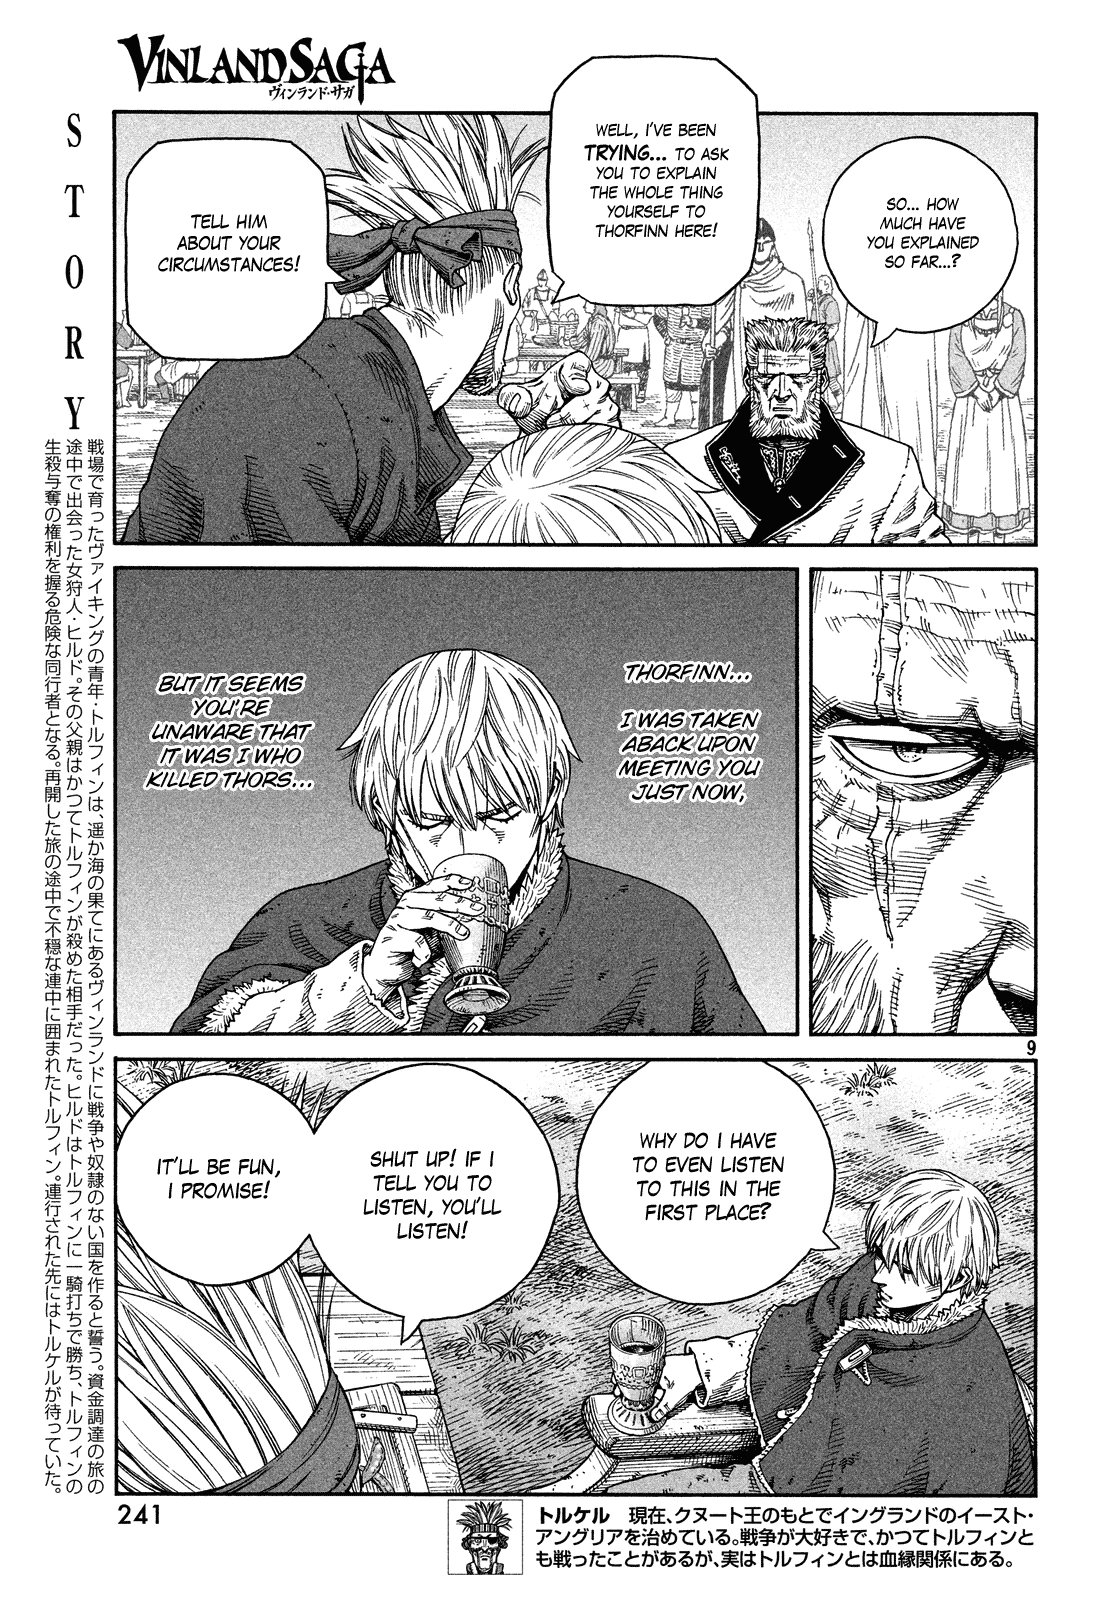 VINLAND SAGA
ヴィンランド・サガ
STORY
戦場で育ったヴァイキングの青年・トルフィンは、遥か海の果てにあるヴィンランドに戦争や奴隷のない国を作ると誓う。資金調達の旅の
途中で出会った女狩人・ヒルド。その父親はかつてトルフィンが殺めた相手だった。ヒルドはトルフィンに一騎打ちで勝ち、トルフィンの
生殺与奪の権利を握る危険な同行者となる。再開した旅の途中で不穏な連中に囲まれたトルフィン。連行された先にはトルケルが待っていた。
SO... HOW
MUCH HAVE
YOU EXPLAINED
SO FAR...?
WELL, I'VE BEEN
TRYING... TO ASK
YOU TO EXPLAIN
THE WHOLE THING
YOURSELF TO
THORFINN HERE!
TELL HIM
ABOUT YOUR
CIRCUMSTANCES!
THORFINN...
I WAS TAKEN
ABACK UPON
MEETING YOU
JUST NOW,
BUT IT SEEMS
YOU'RE
UNAWARE THAT
IT WAS I WHO
KILLED THORS...
9
WHY DO I HAVE
TO EVEN LISTEN
TO THIS IN THE
FIRST PLACE?
SHUT UP! IF I
TELL YOU TO
LISTEN, YOU'LL
LISTEN!
IT'LL BE FUN,
I PROMISE!
241
トルケル　現在、クヌート王のもとでイングランドのイースト・
アングリアを治めている。戦争が大好きで、かつてトルフィンと
も戦ったことがあるが、実はトルフィンとは血縁関係にある。